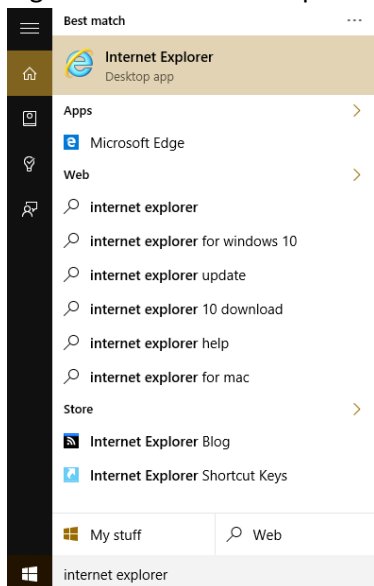 Best match
Internet Explorer
Desktop app
Apps
Microsoft Edge
Web
internet explorer
internet explorer for windows 10
internet explorer update
internet explorer 10 download
internet explorer help
internet explorer for mac
Store
Internet Explorer Blog
Internet Explorer Shortcut Keys
My stuff
Web
internet explorer